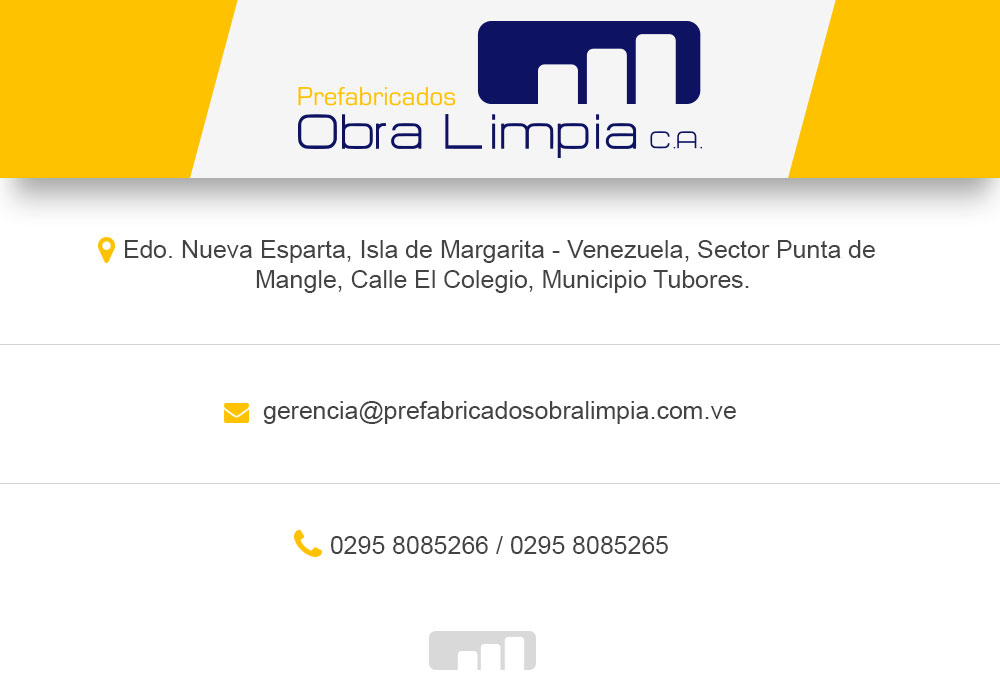 Prefabricados
Obra Limpia C.A.
Edo. Nueva Esparta, Isla de Margarita - Venezuela, Sector Punta de
Mangle, Calle El Colegio, Municipio Tubores.
gerencia@prefabricadosobralimpia.com.ve
0295 8085266 / 0295 8085265